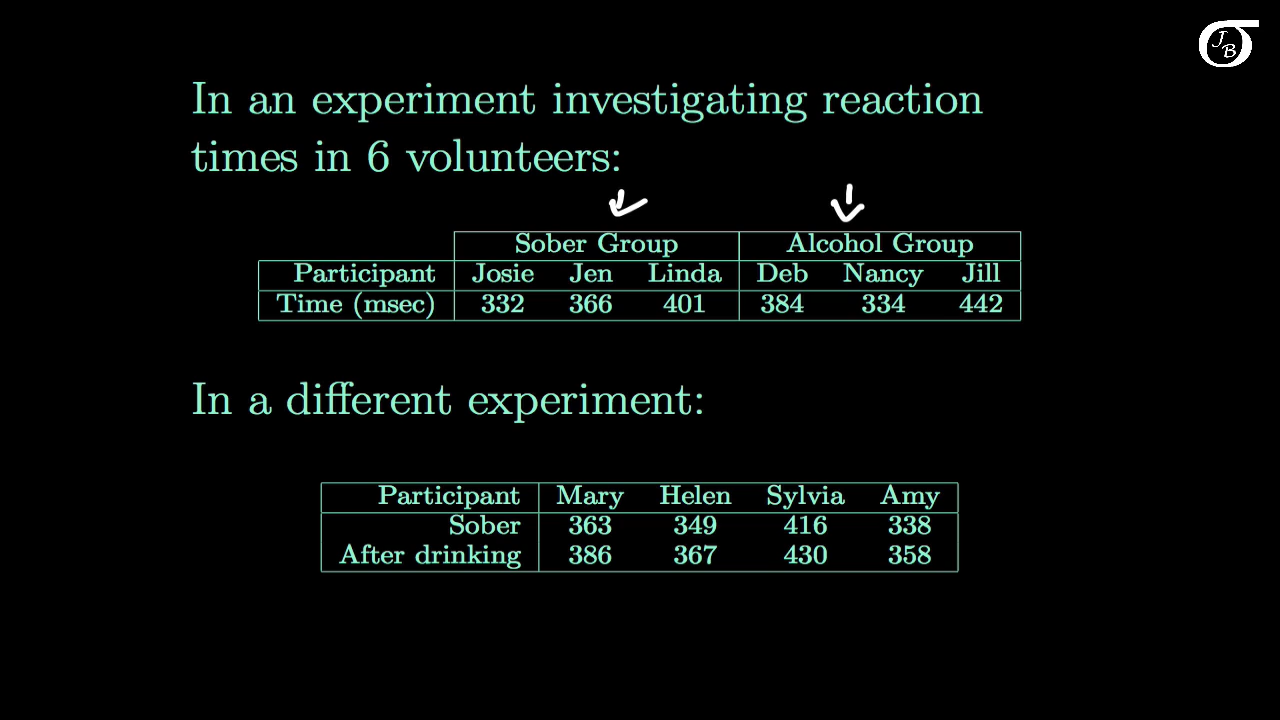 JB
In an experiment investigating reaction
times in 6 volunteers:
Sober Group Alcohol Group
Participant Josie Jen Linda Deb Nancy Jill
Time (msec) 332 366 401 384 334 442
In a different experiment:
Participant Mary Helen Sylvia Amy
Sober 363 349 416 338
After drinking 386 367 430 358